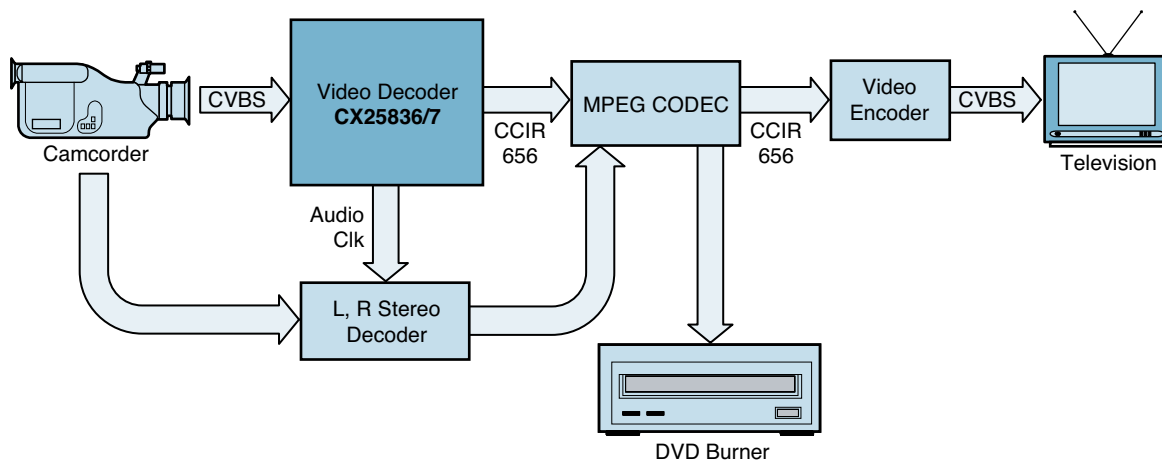 CVBS
Video Decoder
CX25836/7
CCIR
656
MPEG CODEC
CCIR
656
Video
Encoder
CVBS
Camcorder
Television
Audio
Clk
L, R Stereo
Decoder
DVD Burner